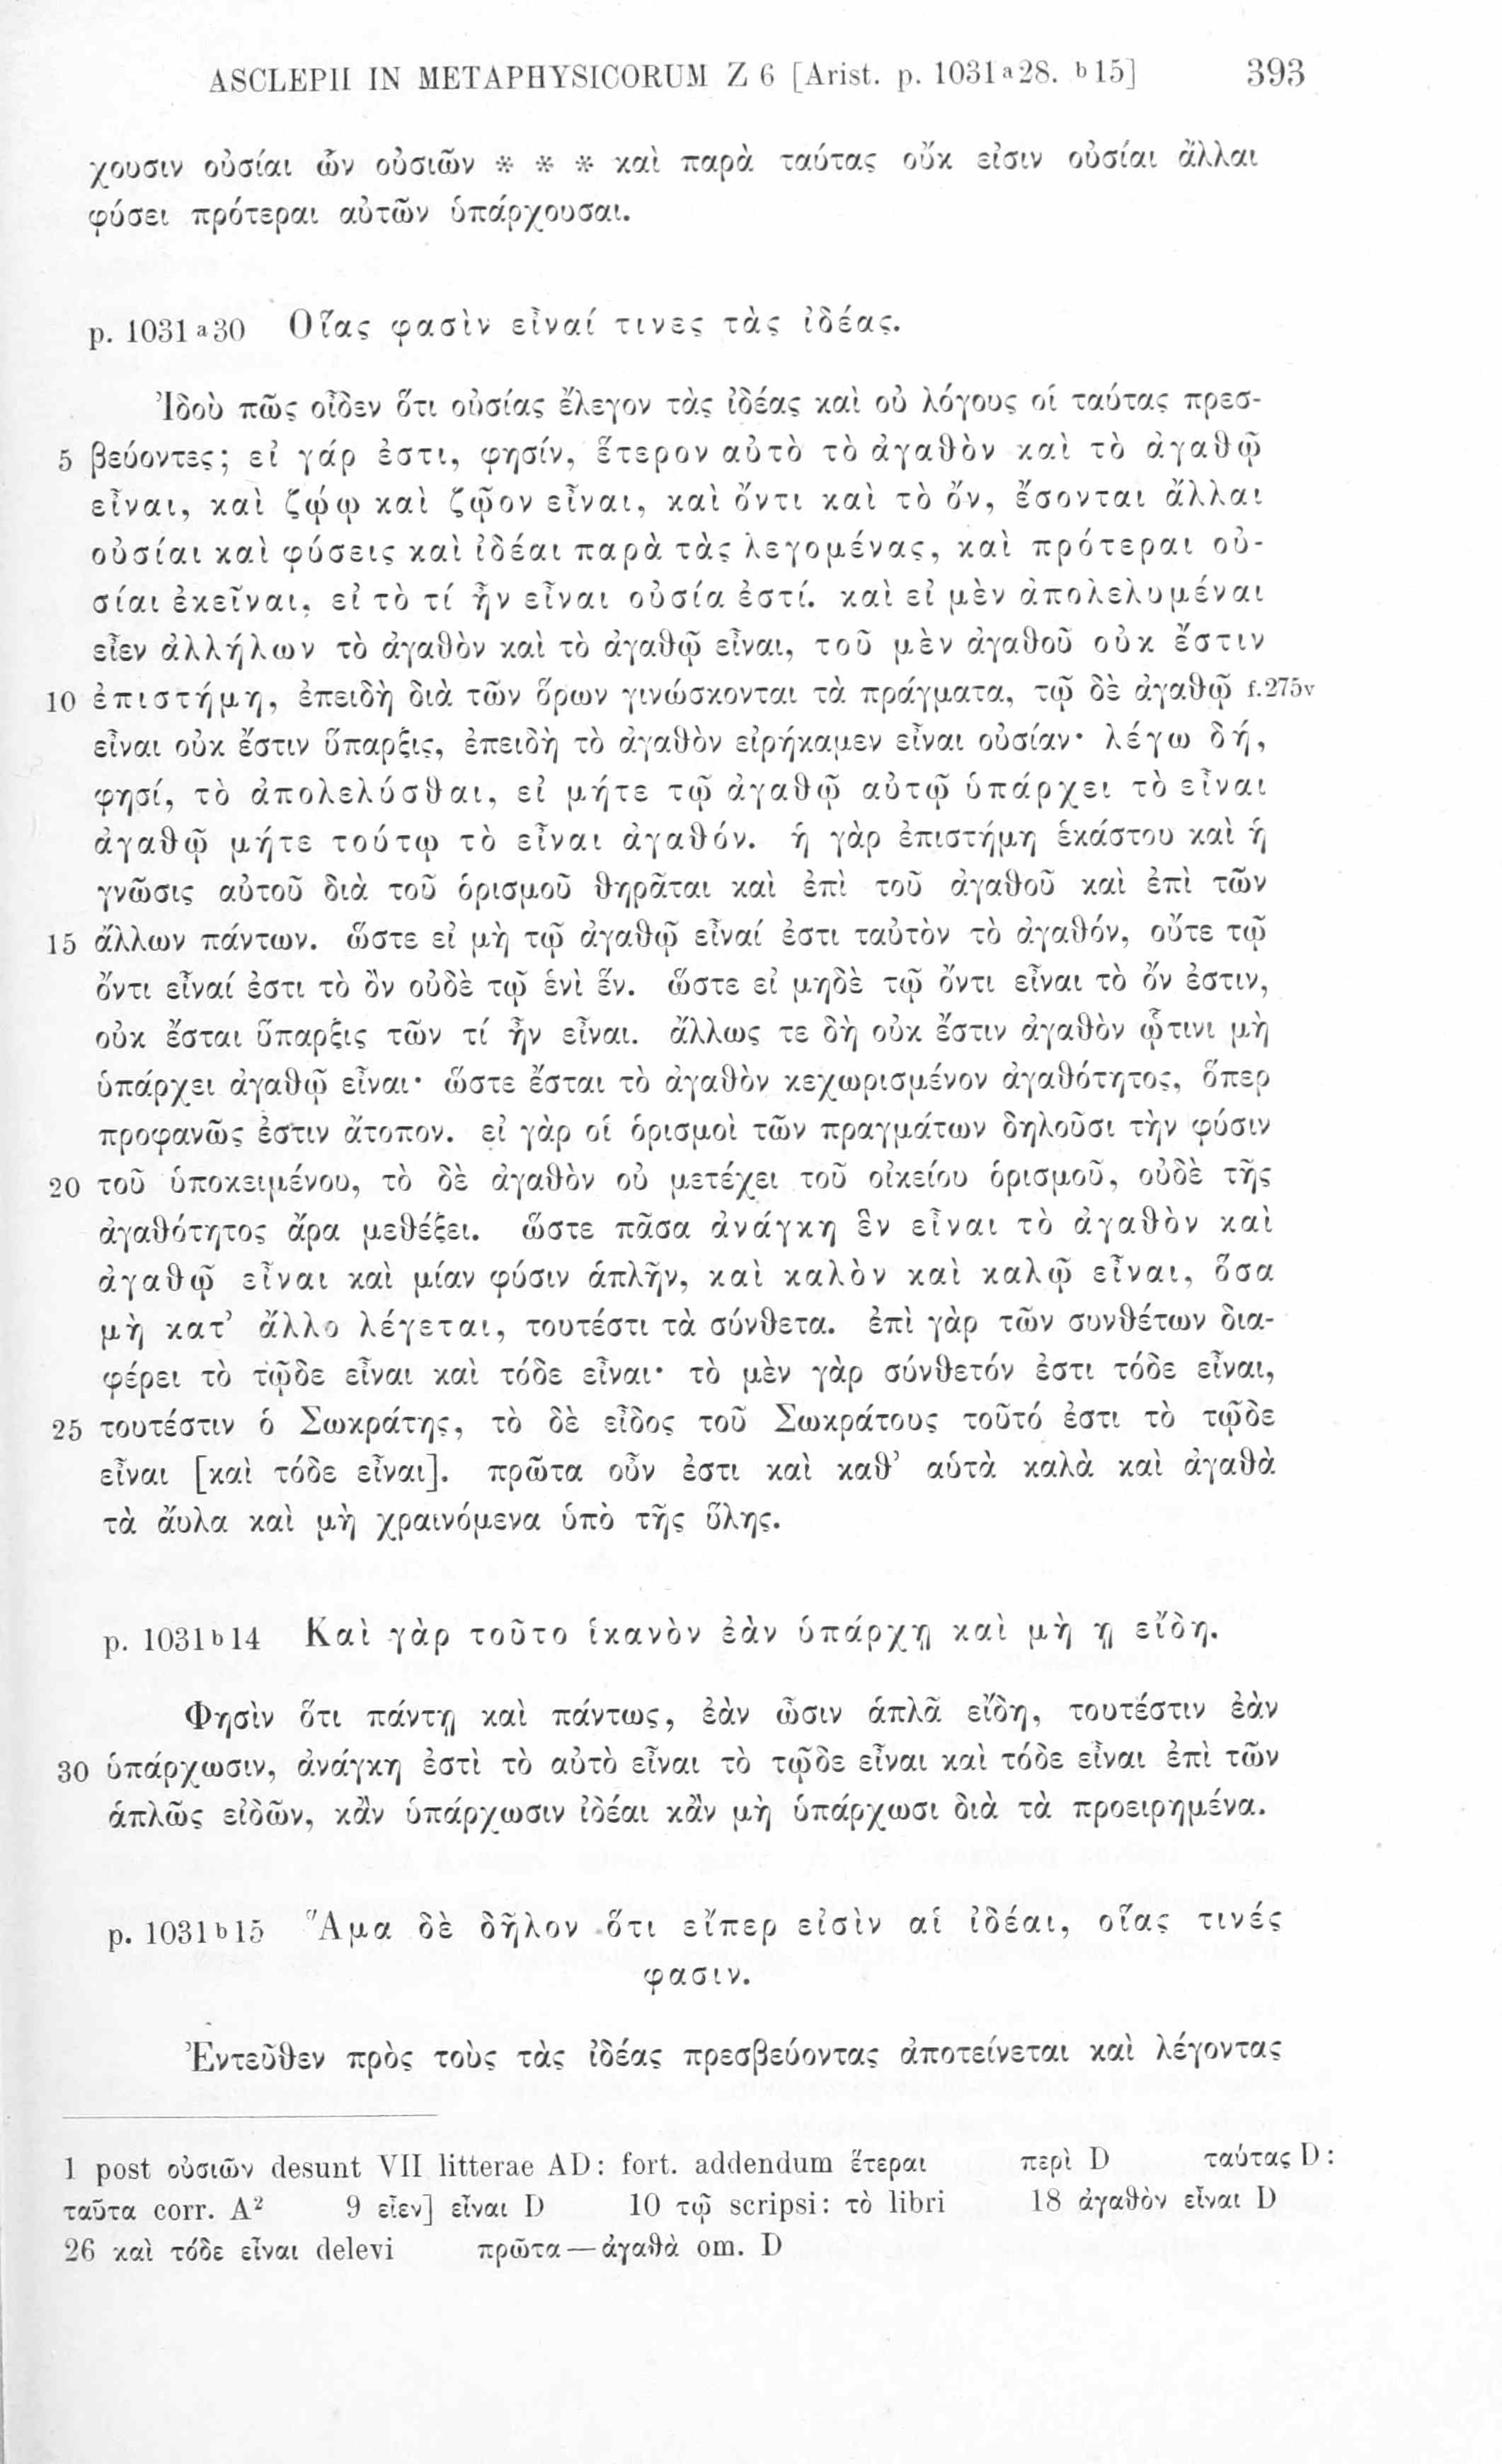 ASCLEPII IN METAPHYSICORUM Z 6 [Arist. p. 1031 a 28. b 15] 393
χουσιν οὐσίαι ὧν οὐσιῶν * * * καὶ παρὰ ταύτας οὔκ εἰσιν οὐσίαι ἄλλαι
φύσει πρότεραι αὐτῶν ὑπάρχουσαι.
p. 1031 a 30 Οἵας φασὶν εἶναί τινες τὰς ἰδέας.
Ἰδοὺ πῶς οἶδεν ὅτι οὐσίας ἔλεγον τὰς ἰδέας καὶ οὐ λόγους οἱ ταύτας πρεσ-
5 βεύοντες; εἰ γάρ ἐστι, φησίν, ἕτερον αὐτὸ τὸ ἀγαθὸν καὶ τὸ ἀγαθῷ
εἶναι, καὶ ζῴῳ καὶ ζῷον εἶναι, καὶ ὄντι καὶ τὸ ὄν, ἔσονται ἄλλαι
οὐσίαι καὶ φύσεις καὶ ἰδέαι παρὰ τὰς λεγομένας, καὶ πρότεραι οὐ-
σίαι ἐκεῖναι, εἰ τὸ τί ἦν εἶναι οὐσία ἐστί. καὶ εἰ μὲν ἀπολελυμέναι
εἶεν ἀλλήλων τὸ ἀγαθὸν καὶ τὸ ἀγαθῷ εἶναι, τοῦ μὲν ἀγαθοῦ οὐκ ἔστιν
10 ἐπιστήμη, ἐπειδὴ διὰ τῶν ὅρων γινώσκονται τὰ πράγματα, τῷ δὲ ἀγαθῷ f.275v
εἶναι οὐκ ἔστιν ὕπαρξις, ἐπειδὴ τὸ ἀγαθὸν εἰρήκαμεν εἶναι οὐσίαν· λέγω δή,
φησί, τὸ ἀπολελύσθαι, εἰ μήτε τῷ ἀγαθῷ αὐτῷ ὑπάρχει τὸ εἶναι
ἀγαθῷ μήτε τούτῳ τὸ εἶναι ἀγαθόν. ἡ γὰρ ἐπιστήμη ἑκάστου καὶ ἡ
γνῶσις αὐτοῦ διὰ τοῦ ὁρισμοῦ θηρᾶται καὶ ἐπὶ τοῦ ἀγαθοῦ καὶ ἐπὶ τῶν
15 ἄλλων πάντων. ὥστε εἰ μὴ τῷ ἀγαθῷ εἶναί ἐστι ταὐτὸν τὸ ἀγαθόν, οὔτε τῷ
ὄντι εἶναί ἐστι τὸ ὂν οὐδὲ τῷ ἑνὶ ἕν. ὥστε εἰ μηδὲ τῷ ὄντι εἶναι τὸ ὄν ἐστιν,
οὐκ ἔσται ὕπαρξις τῶν τί ἦν εἶναι. ἄλλως τε δὴ οὐκ ἔστιν ἀγαθὸν ᾧτινι μὴ
ὑπάρχει ἀγαθῷ εἶναι· ὥστε ἔσται τὸ ἀγαθὸν κεχωρισμένον ἀγαθότητος, ὅπερ
προφανῶς ἐστιν ἄτοπον. εἰ γὰρ οἱ ὁρισμοὶ τῶν πραγμάτων δηλοῦσι τὴν φύσιν
20 τοῦ ὑποκειμένου, τὸ δὲ ἀγαθὸν οὐ μετέχει τοῦ οἰκείου ὁρισμοῦ, οὐδὲ τῆς
ἀγαθότητος ἄρα μεθέξει. ὥστε πᾶσα ἀνάγκη ἓν εἶναι τὸ ἀγαθὸν καὶ
ἀγαθῷ εἶναι καὶ μίαν φύσιν ἁπλῆν, καὶ καλὸν καὶ καλῷ εἶναι, ὅσα
μὴ κατ’ ἄλλο λέγεται, τουτέστι τὰ σύνθετα. ἐπὶ γὰρ τῶν συνθέτων δια-
φέρει τὸ τῷδε εἶναι καὶ τόδε εἶναι· τὸ μὲν γὰρ σύνθετόν ἐστι τόδε εἶναι,
25 τουτέστιν ὁ Σωκράτης, τὸ δὲ εἶδος τοῦ Σωκράτους τοῦτό ἐστι τὸ τῷδε
εἶναι [καὶ τόδε εἶναι]. πρῶτα οὖν ἐστι καὶ καθ’ αὑτὰ καλὰ καὶ ἀγαθὰ
τὰ ἄυλα καὶ μὴ χραινόμενα ὑπὸ τῆς ὕλης.
p. 1031 b 14 Καὶ γὰρ τοῦτο ἱκανὸν ἐὰν ὑπάρχῃ καὶ μὴ ῃ εἴδη.
Φησὶν ὅτι πάντῃ καὶ πάντως, ἐὰν ὦσιν ἁπλᾶ εἴδη, τουτέστιν ἐὰν
30 ὑπάρχωσιν, ἀνάγκη ἐστὶ τὸ αὐτὸ εἶναι τὸ τῷδε εἶναι καὶ τόδε εἶναι ἐπὶ τῶν
ἁπλῶς εἰδῶν, κἂν ὑπάρχωσιν ἰδέαι κἂν μὴ ὑπάρχωσι διὰ τὰ προειρημένα.
p. 1031 b 15 Ἅμα δὲ δῆλον ὅτι εἴπερ εἰσὶν αἱ ἰδέαι, οἵας τινές
φασιν.
Ἐντεῦθεν πρὸς τοὺς τὰς ἰδέας πρεσβεύοντας ἀποτείνεται καὶ λέγοντας
1 post οὐσιῶν desunt VII litterae AD: fort. addendum ἕτεραι περὶ D ταύτας D:
ταῦτα corr. A² 9 εἶεν] εἶναι D 10 τῷ scripsi: τὸ libri 18 ἀγαθὸν εἶναι D
26 καὶ τόδε εἶναι delevi πρῶτα — ἀγαθὰ om. D